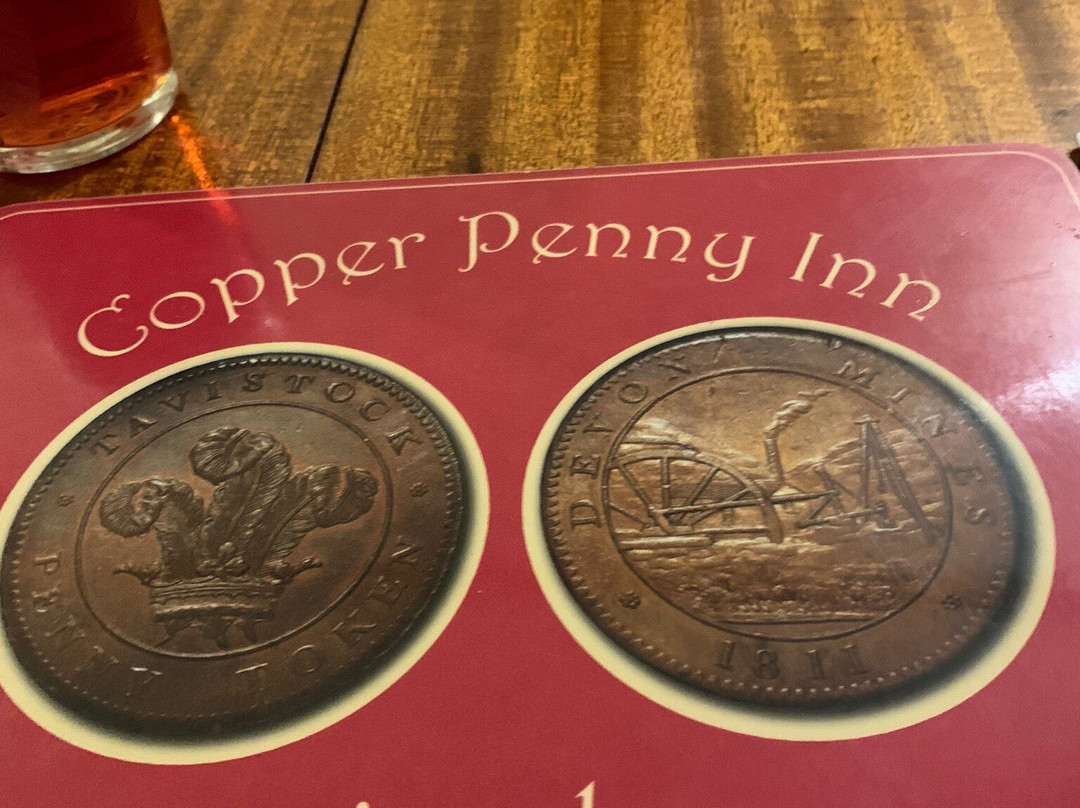 Copper Penny Inn
TAVISTOCK
PENNY TOKEN
DEVON MINES
1811